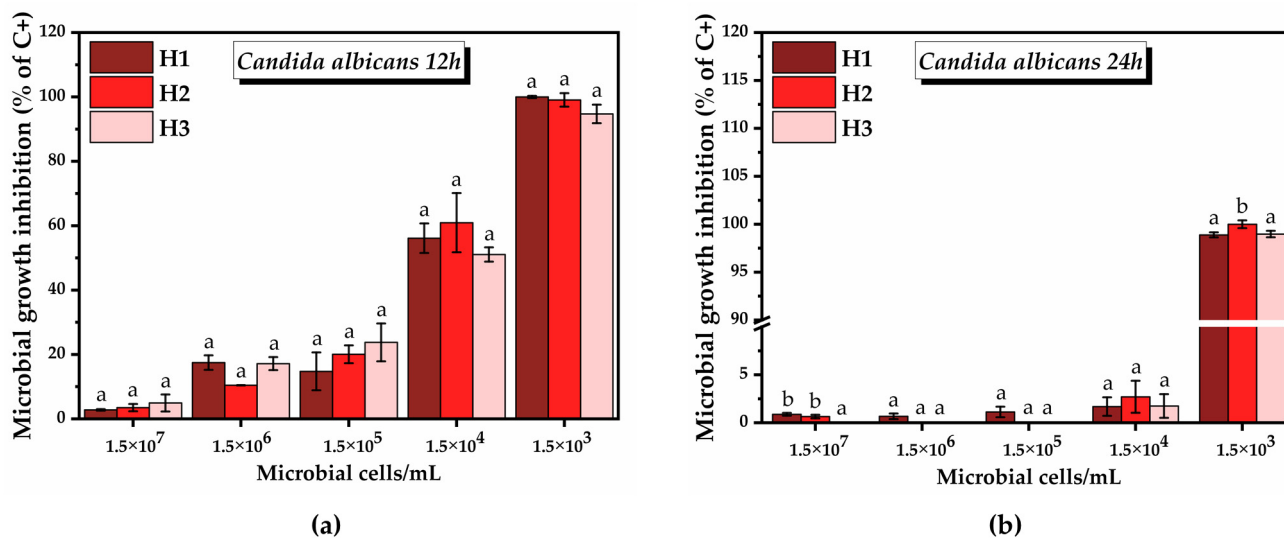 Microbial growth inhibition (% of C+)
120
100
80
60
40
20
0
H1
H2
H3
Candida albicans 12h
a a a
a a a
a a a
a a a
a a a
1.5×10⁷ 1.5×10⁶ 1.5×10⁵ 1.5×10⁴ 1.5×10³
Microbial cells/mL
(a)
Microbial growth inhibition (% of C+)
120
115
110
105
100
95
90
5
0
H1
H2
H3
Candida albicans 24h
b b a
a a a
a a a
a a a
a b a
1.5×10⁷ 1.5×10⁶ 1.5×10⁵ 1.5×10⁴ 1.5×10³
Microbial cells/mL
(b)